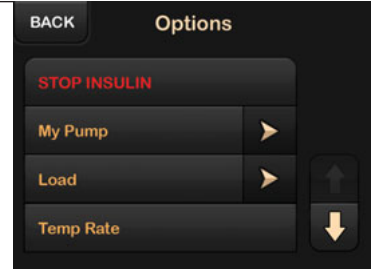 BACK
Options
STOP INSULIN
My Pump
Load
Temp Rate